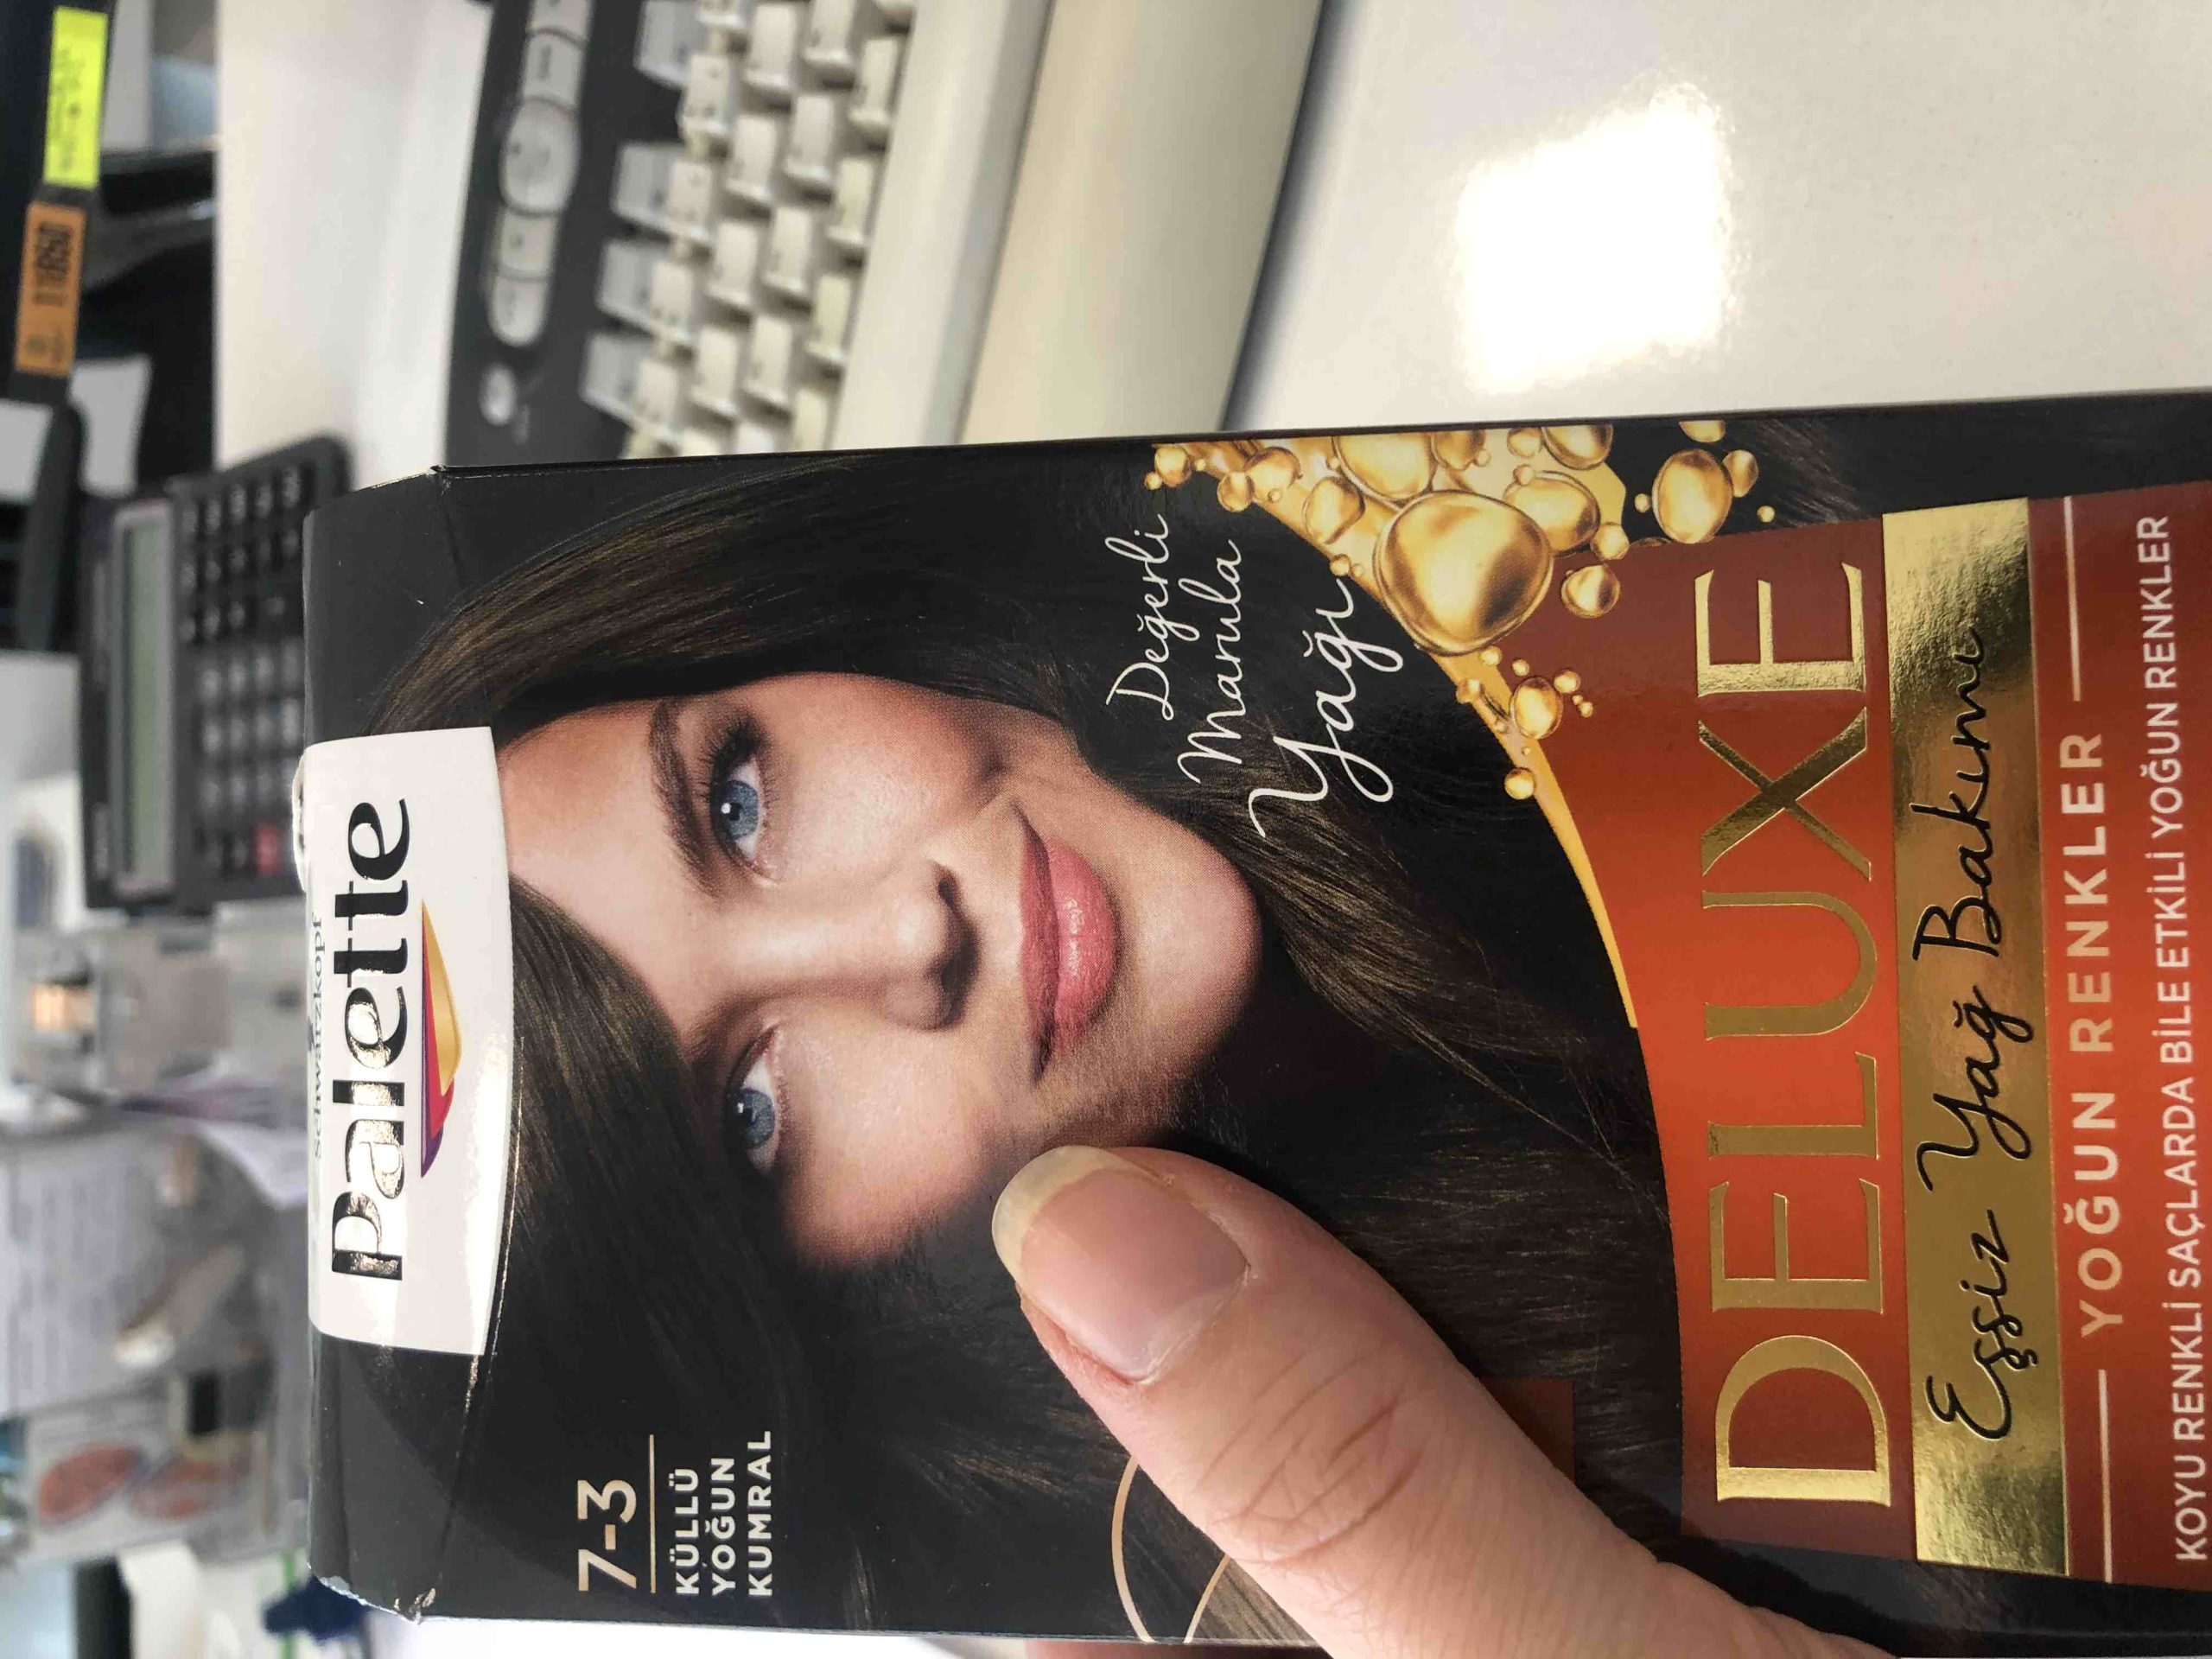 Schwarzkopf
Palette
7-3
KÜLLÜ
YOĞUN
KUMRAL
Değerli
Marula
Yağı
DELUXE
Eşsiz Yağ Bakımı
YOĞUN RENKLER
KOYU RENKLİ SAÇLARDA BİLE ETKİLİ YOĞUN RENKLER